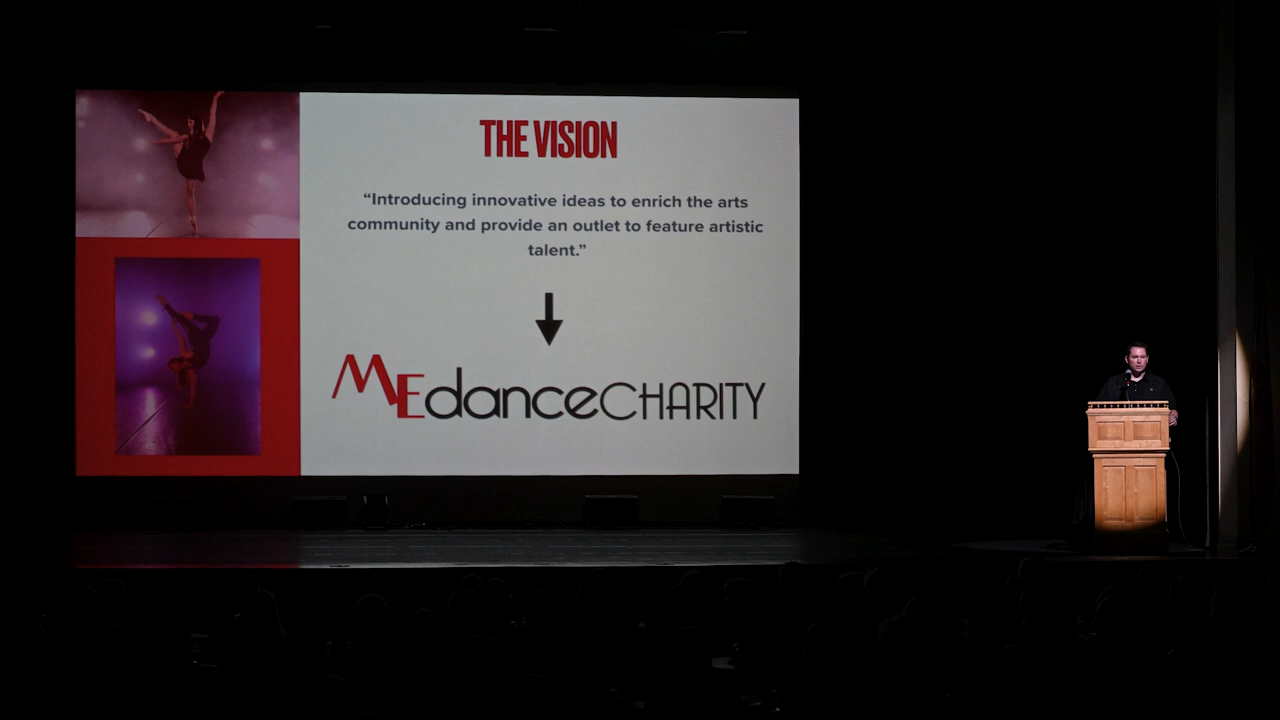 THE VISION
“Introducing innovative ideas to enrich the arts
community and provide an outlet to feature artistic
talent.”
MEdanceCHARITY